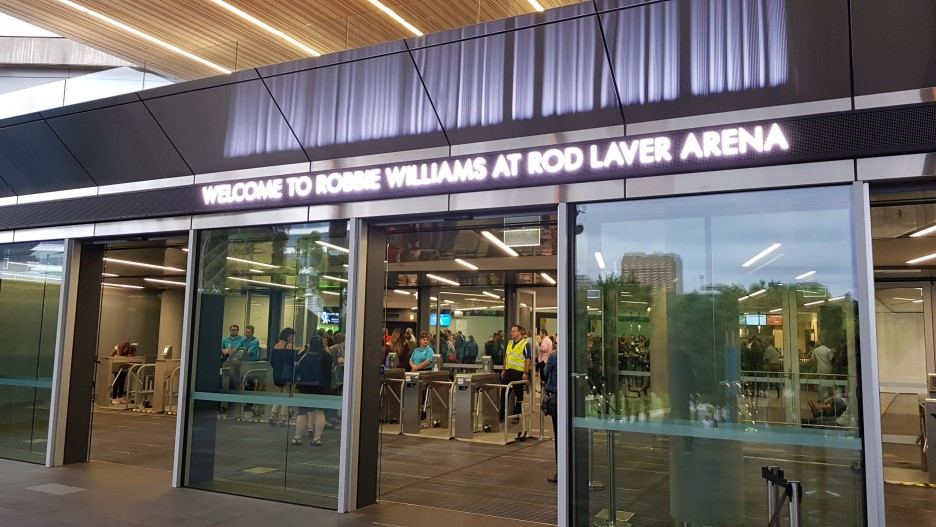 WELCOME TO ROBBIE WILLIAMS AT ROD LAVER ARENA